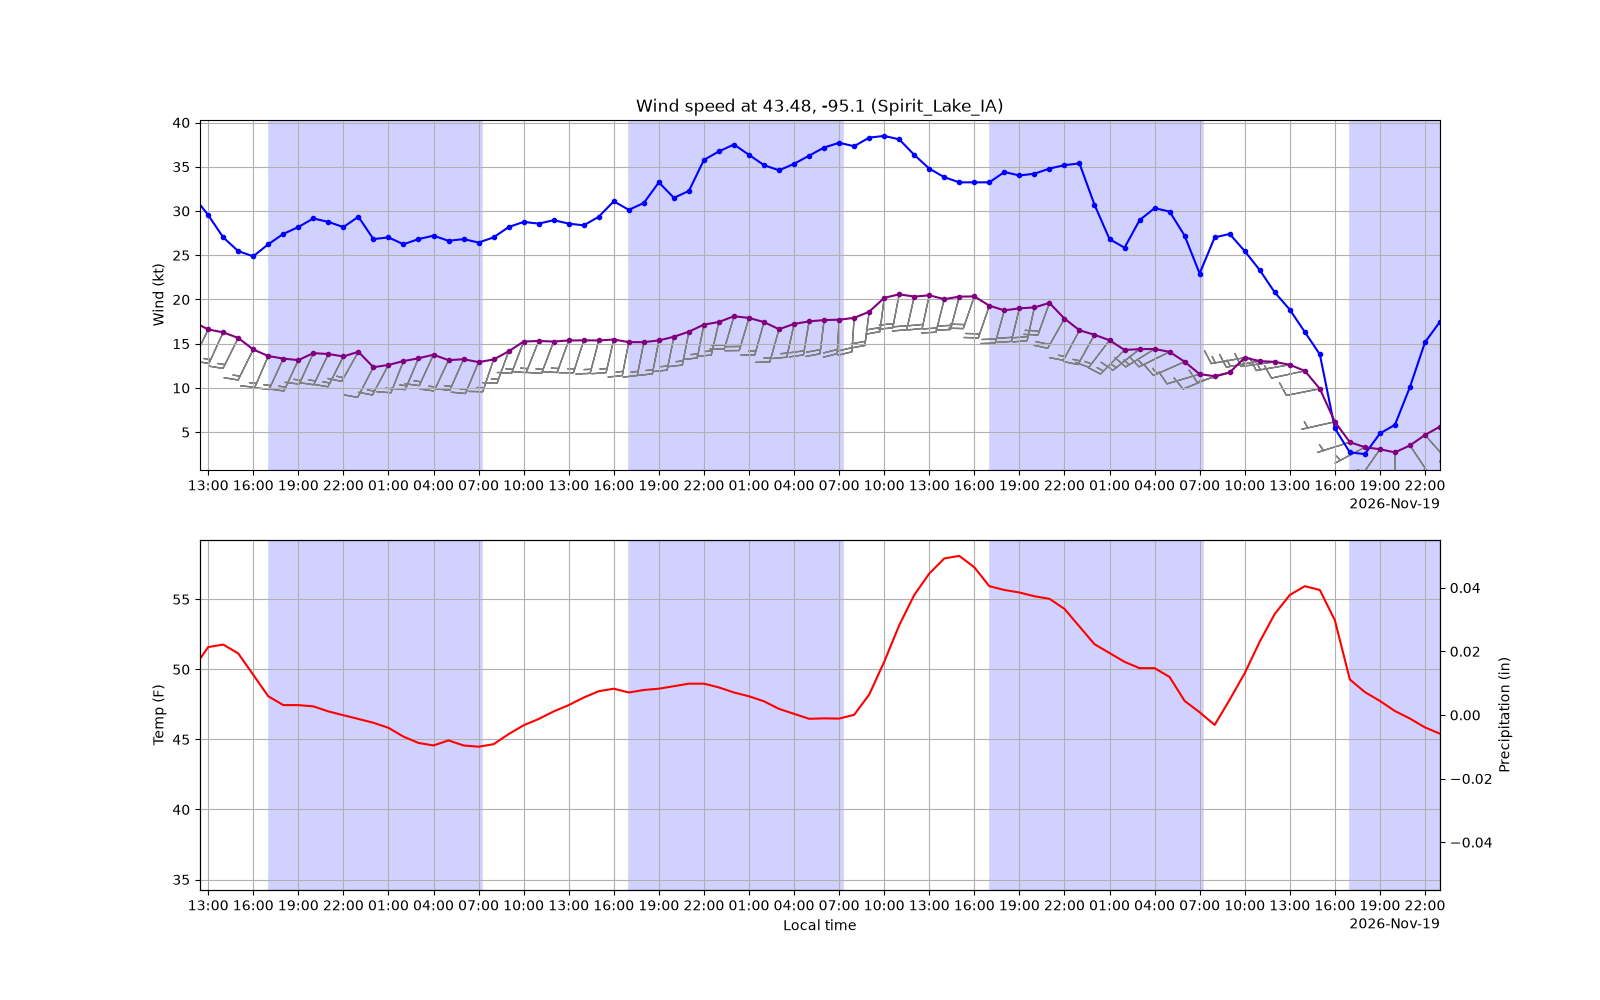 Wind speed at 43.48, -95.1 (Spirit_Lake_IA)
40
35
30
25
20
15
10
5
Wind (kt)
13:00 16:00 19:00 22:00 01:00 04:00 07:00 10:00 13:00 16:00 19:00 22:00 01:00 04:00 07:00 10:00 13:00 16:00 19:00 22:00 01:00 04:00 07:00 10:00 13:00 16:00 19:00 22:00
2026-Nov-19
55
50
45
40
35
Temp (F)
0.04
0.02
0.00
−0.02
−0.04
Precipitation (in)
13:00 16:00 19:00 22:00 01:00 04:00 07:00 10:00 13:00 16:00 19:00 22:00 01:00 04:00 07:00 10:00 13:00 16:00 19:00 22:00 01:00 04:00 07:00 10:00 13:00 16:00 19:00 22:00
Local time
2026-Nov-19